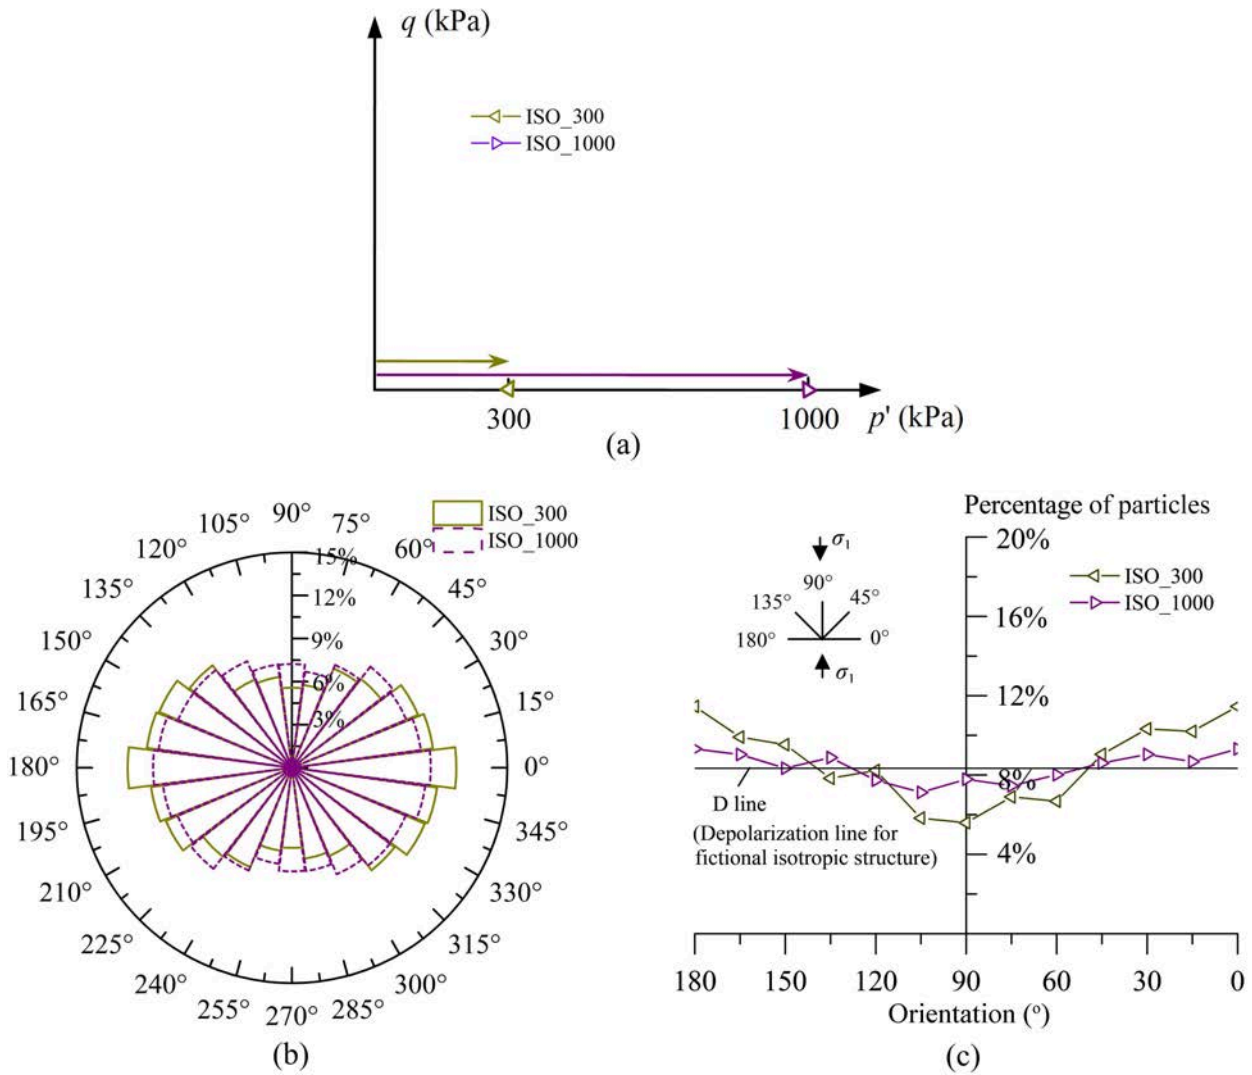 q (kPa)
ISO_300
ISO_1000
300
1000
p' (kPa)
(a)
ISO_300
ISO_1000
90°
75°
60°
45°
30°
15°
0°
345°
330°
315°
300°
285°
270°
255°
240°
225°
210°
195°
180°
165°
150°
135°
120°
105°
15%
12%
9%
6%
3%
(b)
Percentage of particles
20%
16%
12%
8%
4%
ISO_300
ISO_1000
σ₁
90°
135°
45°
180°
0°
σ₁
D line
(Depolarization line for
fictional isotropic structure)
180
150
120
90
60
30
0
Orientation (°)
(c)